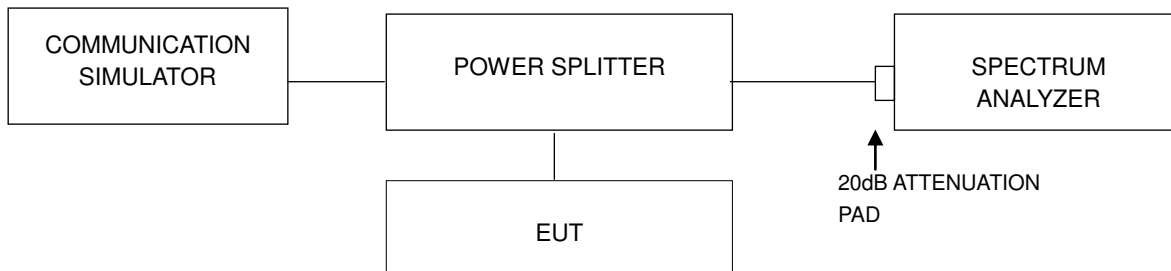 COMMUNICATION
SIMULATOR
POWER SPLITTER
SPECTRUM
ANALYZER
20dB ATTENUATION
PAD
EUT